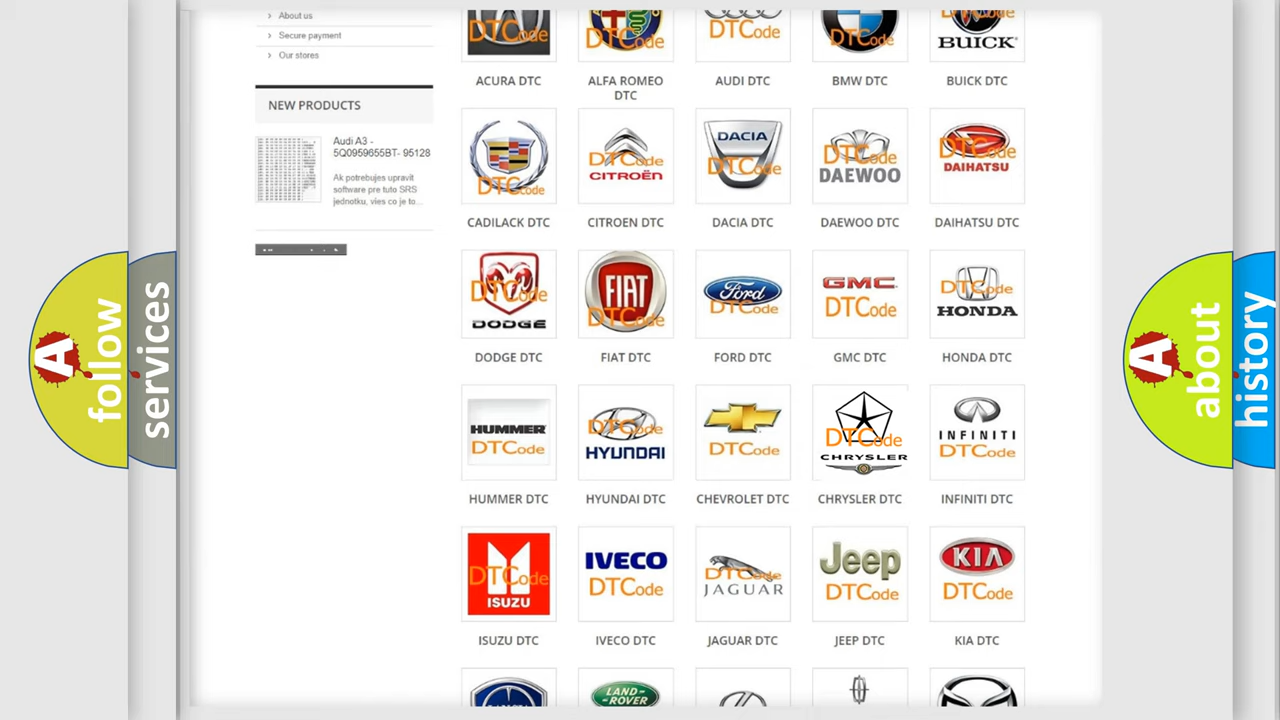 About us
Secure payment
Our stores
NEW PRODUCTS
Audi A3 -
5Q0959655BT- 95128
Ak potrebujes upravit
software pre tuto SRS
jednotku, vies co je to...
DTCode
DTCode
DTCode
DTCode
BUICK
ACURA DTC
ALFA ROMEO
DTC
AUDI DTC
BMW DTC
BUICK DTC
DTCode
DTCode
CITROËN
DACIA
DTCode
DTCode
DAEWOO
DTCode
DAIHATSU
CADILACK DTC
CITROEN DTC
DACIA DTC
DAEWOO DTC
DAIHATSU DTC
DTCode
DODGE
FIAT
DTCode
Ford
DTCode
GMC
DTCode
DTCode
HONDA
DODGE DTC
FIAT DTC
FORD DTC
GMC DTC
HONDA DTC
HUMMER
DTCode
DTCode
HYUNDAI
DTCode
DTCode
CHRYSLER
INFINITI
DTCode
HUMMER DTC
HYUNDAI DTC
CHEVROLET DTC
CHRYSLER DTC
INFINITI DTC
DTCode
ISUZU
IVECO
DTCode
DTCode
JAGUAR
Jeep
DTCode
KIA
DTCode
ISUZU DTC
IVECO DTC
JAGUAR DTC
JEEP DTC
KIA DTC
LAND-
ROVER
A
follow
services
A
about
history